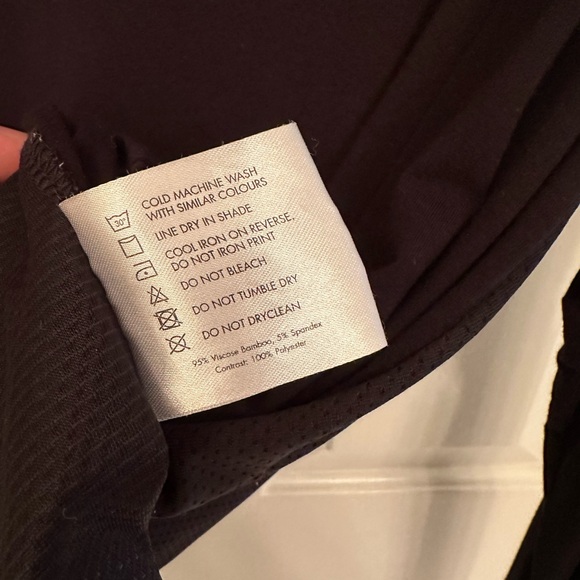 COLD MACHINE WASH
WITH SIMILAR COLOURS
30°
LINE DRY IN SHADE
COOL IRON ON REVERSE.
DO NOT IRON PRINT
DO NOT BLEACH
DO NOT TUMBLE DRY
DO NOT DRYCLEAN
95% Viscose Bamboo, 5% Spandex
Contrast: 100% Polyester